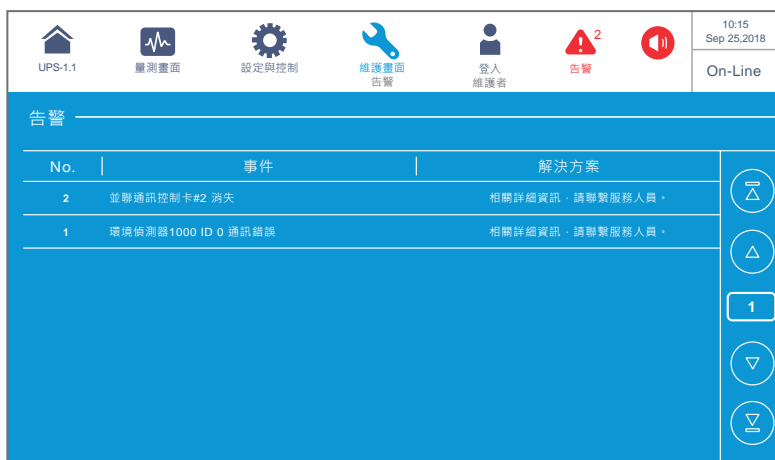 UPS-1.1
量測畫面
設定與控制
維護畫面
告警
登入
維護者
2
告警
10:15
Sep 25,2018
On-Line
告警
No. 事件 解決方案
2 並聯通訊控制卡#2 消失 相關詳細資訊，請聯繫服務人員。
1 環境偵測器1000 ID 0 通訊錯誤 相關詳細資訊，請聯繫服務人員。
1